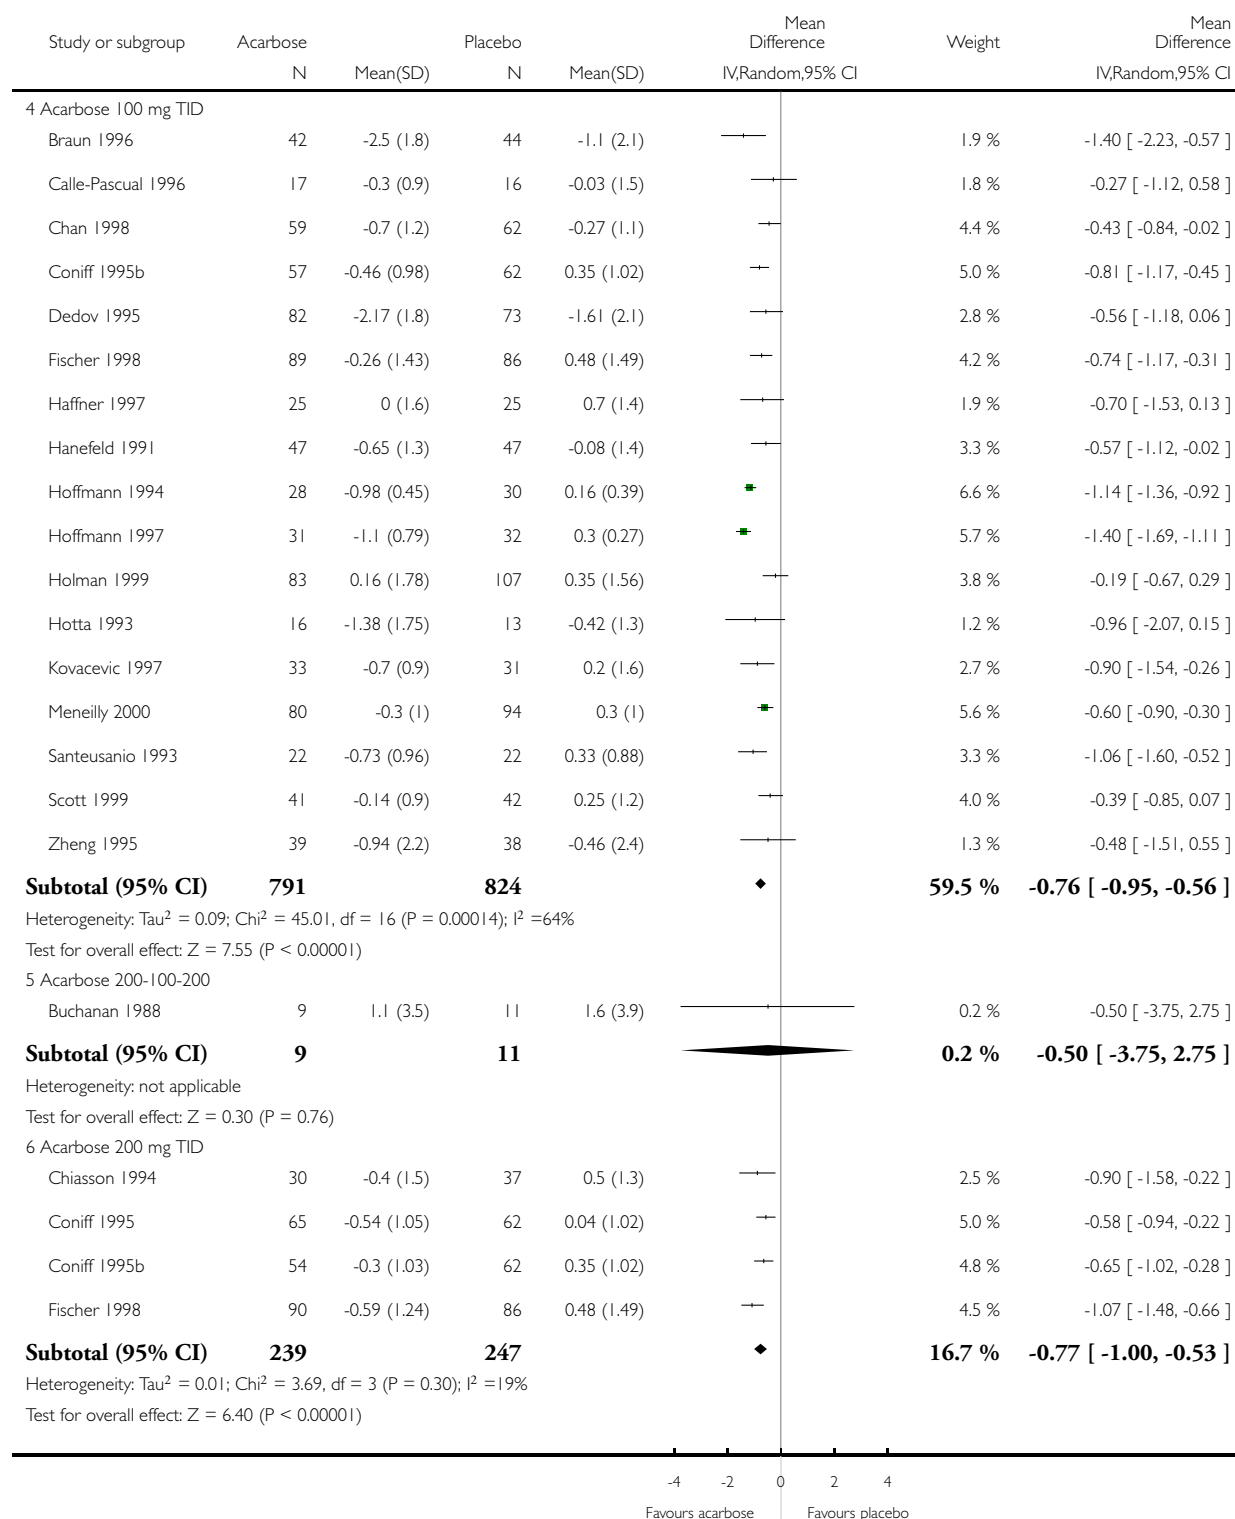 Mean Mean
Study or subgroup Acarbose Placebo Difference Weight Difference
N Mean(SD) N Mean(SD) IV,Random,95% CI IV,Random,95% CI
4 Acarbose 100 mg TID
Braun 1996 42 -2.5 (1.8) 44 -1.1 (2.1) 1.9 % -1.40 [ -2.23, -0.57 ]
Calle-Pascual 1996 17 -0.3 (0.9) 16 -0.03 (1.5) 1.8 % -0.27 [ -1.12, 0.58 ]
Chan 1998 59 -0.7 (1.2) 62 -0.27 (1.1) 4.4 % -0.43 [ -0.84, -0.02 ]
Coniff 1995b 57 -0.46 (0.98) 62 0.35 (1.02) 5.0 % -0.81 [ -1.17, -0.45 ]
Dedov 1995 82 -2.17 (1.8) 73 -1.61 (2.1) 2.8 % -0.56 [ -1.18, 0.06 ]
Fischer 1998 89 -0.26 (1.43) 86 0.48 (1.49) 4.2 % -0.74 [ -1.17, -0.31 ]
Haffner 1997 25 0 (1.6) 25 0.7 (1.4) 1.9 % -0.70 [ -1.53, 0.13 ]
Hanefeld 1991 47 -0.65 (1.3) 47 -0.08 (1.4) 3.3 % -0.57 [ -1.12, -0.02 ]
Hoffmann 1994 28 -0.98 (0.45) 30 0.16 (0.39) 6.6 % -1.14 [ -1.36, -0.92 ]
Hoffmann 1997 31 -1.1 (0.79) 32 0.3 (0.27) 5.7 % -1.40 [ -1.69, -1.11 ]
Holman 1999 83 0.16 (1.78) 107 0.35 (1.56) 3.8 % -0.19 [ -0.67, 0.29 ]
Hotta 1993 16 -1.38 (1.75) 13 -0.42 (1.3) 1.2 % -0.96 [ -2.07, 0.15 ]
Kovacevic 1997 33 -0.7 (0.9) 31 0.2 (1.6) 2.7 % -0.90 [ -1.54, -0.26 ]
Meneilly 2000 80 -0.3 (1) 94 0.3 (1) 5.6 % -0.60 [ -0.90, -0.30 ]
Santeusanio 1993 22 -0.73 (0.96) 22 0.33 (0.88) 3.3 % -1.06 [ -1.60, -0.52 ]
Scott 1999 41 -0.14 (0.9) 42 0.25 (1.2) 4.0 % -0.39 [ -0.85, 0.07 ]
Zheng 1995 39 -0.94 (2.2) 38 -0.46 (2.4) 1.3 % -0.48 [ -1.51, 0.55 ]
Subtotal (95% CI) 791 824 59.5 % -0.76 [ -0.95, -0.56 ]
Heterogeneity: Tau² = 0.09; Chi² = 45.01, df = 16 (P = 0.00014); I² =64%
Test for overall effect: Z = 7.55 (P < 0.00001)
5 Acarbose 200-100-200
Buchanan 1988 9 1.1 (3.5) 11 1.6 (3.9) 0.2 % -0.50 [ -3.75, 2.75 ]
Subtotal (95% CI) 9 11 0.2 % -0.50 [ -3.75, 2.75 ]
Heterogeneity: not applicable
Test for overall effect: Z = 0.30 (P = 0.76)
6 Acarbose 200 mg TID
Chiasson 1994 30 -0.4 (1.5) 37 0.5 (1.3) 2.5 % -0.90 [ -1.58, -0.22 ]
Coniff 1995 65 -0.54 (1.05) 62 0.04 (1.02) 5.0 % -0.58 [ -0.94, -0.22 ]
Coniff 1995b 54 -0.3 (1.03) 62 0.35 (1.02) 4.8 % -0.65 [ -1.02, -0.28 ]
Fischer 1998 90 -0.59 (1.24) 86 0.48 (1.49) 4.5 % -1.07 [ -1.48, -0.66 ]
Subtotal (95% CI) 239 247 16.7 % -0.77 [ -1.00, -0.53 ]
Heterogeneity: Tau² = 0.01; Chi² = 3.69, df = 3 (P = 0.30); I² =19%
Test for overall effect: Z = 6.40 (P < 0.00001)
-4 -2 0 2 4
Favours acarbose Favours placebo